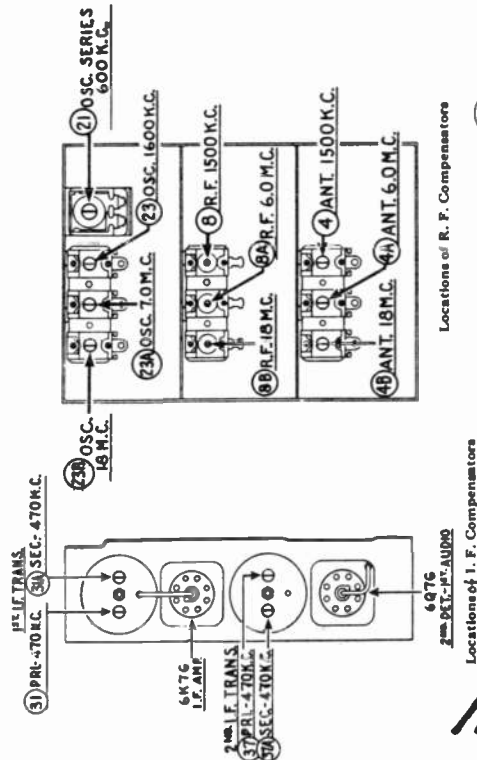 21 OSC. SERIES
600 K.C.
23B OSC.
18 M.C.
23A OSC. 7.0 M.C.
23 OSC. 1600 K.C.
8 R.F. 1500 K.C.
8A R.F. 6.0 M.C.
8B R.F. 18 M.C.
4 ANT. 1500 K.C.
4A ANT. 6.0 M.C.
4B ANT. 18 M.C.
Locations of R. F. Compensators
1ST. I.F. TRANS.
31 PRI.-470 K.C.
31A SEC.-470 K.C.
6K7G
I.F. AMP.
2ND. I.F. TRANS.
37 PRI.-470 K.C.
37A SEC.-470 K.C.
6Q7G
2ND. DET.-1ST. AUDIO
Locations of I. F. Compensators